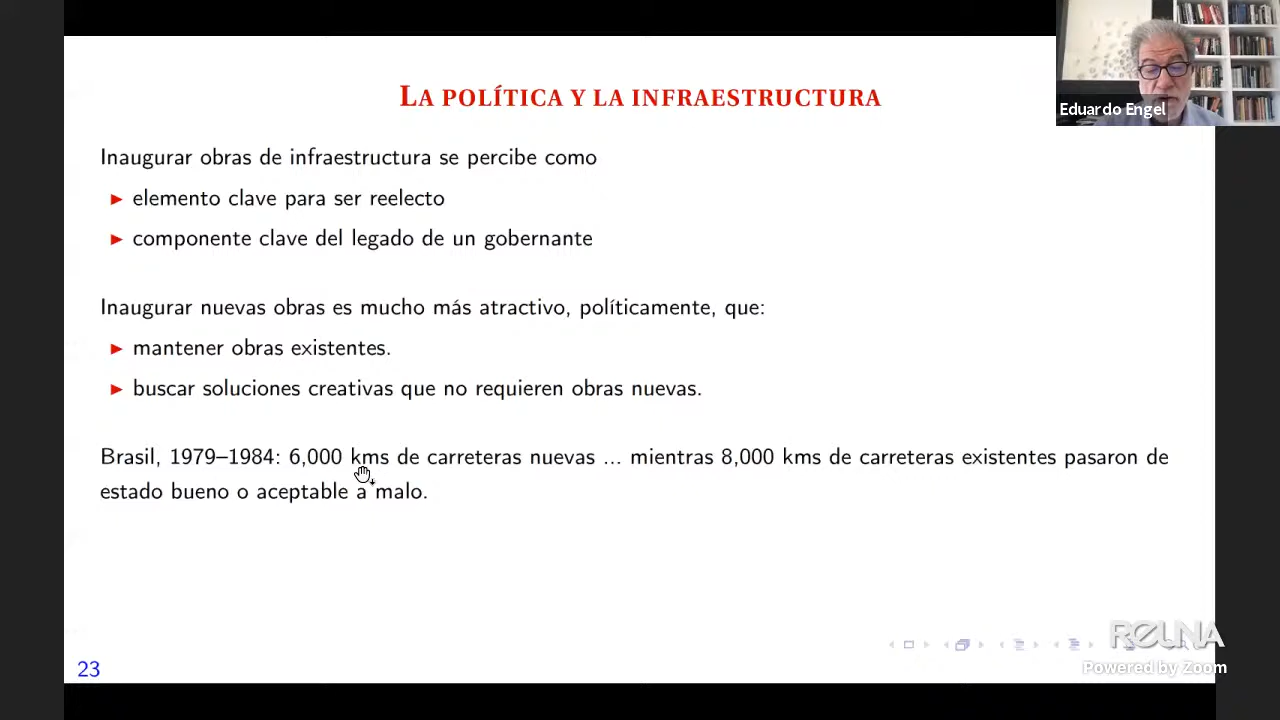 LA POLÍTICA Y LA INFRAESTRUCTURA
Eduardo Engel
Inaugurar obras de infraestructura se percibe como
► elemento clave para ser reelecto
► componente clave del legado de un gobernante
Inaugurar nuevas obras es mucho más atractivo, políticamente, que:
► mantener obras existentes.
► buscar soluciones creativas que no requieren obras nuevas.
Brasil, 1979–1984: 6,000 kms de carreteras nuevas ... mientras 8,000 kms de carreteras existentes pasaron de
estado bueno o aceptable a malo.
REUNA
Powered by Zoom
23